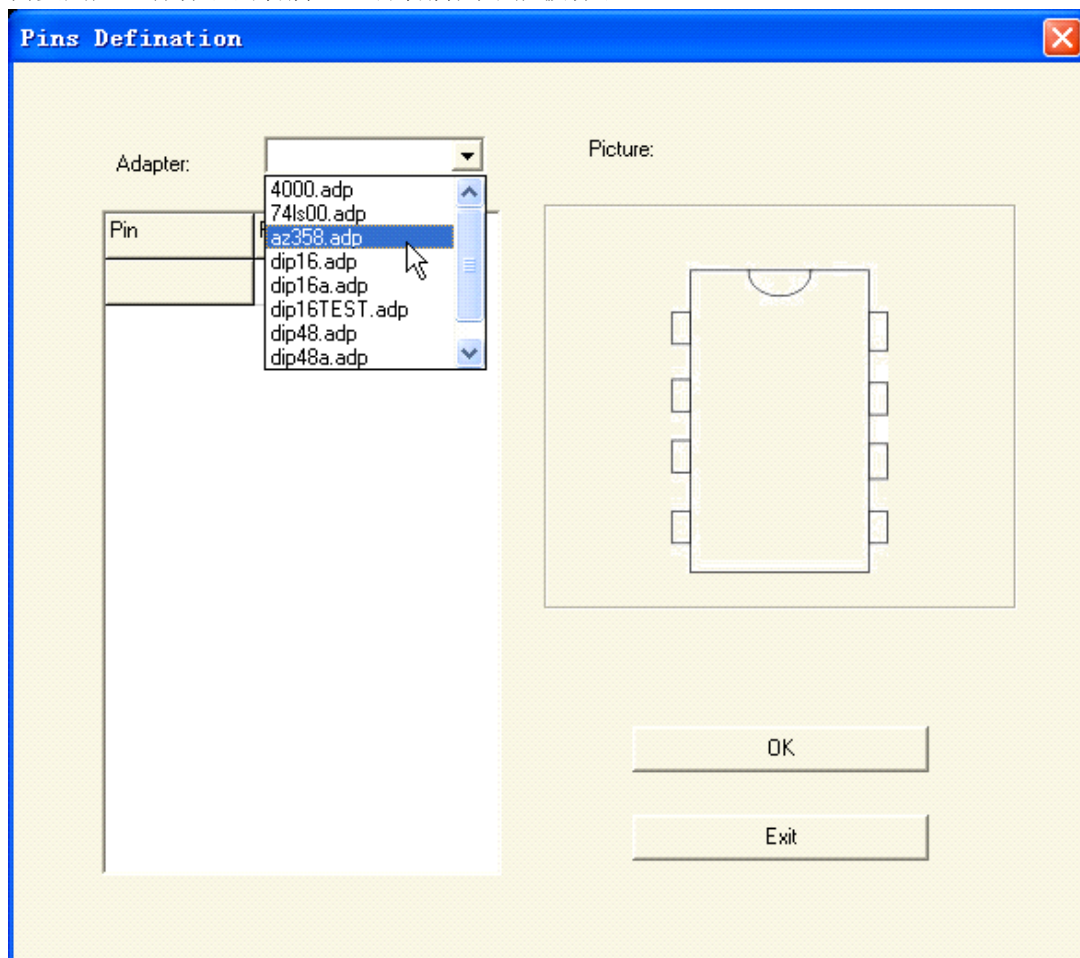 Pins Defination
Adapter:
Picture:
4000.adp
74ls00.adp
az358.adp
dip16.adp
dip16a.adp
dip16TEST.adp
dip48.adp
dip48a.adp
Pin
OK
Exit